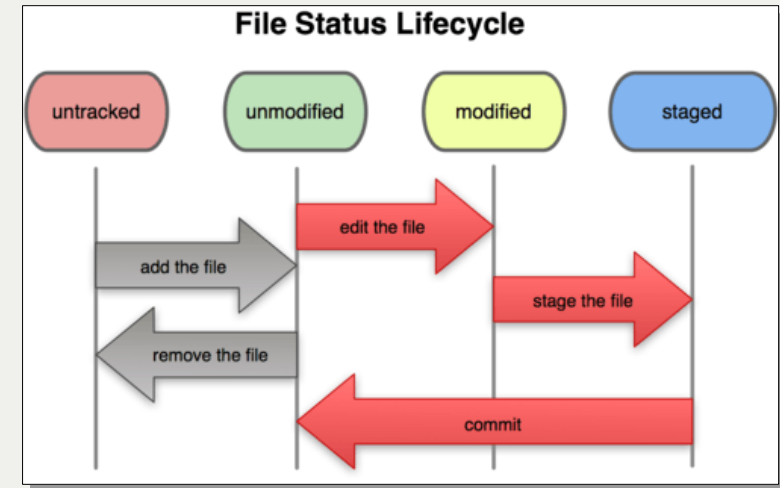 File Status Lifecycle
untracked
unmodified
modified
staged
edit the file
add the file
stage the file
remove the file
commit